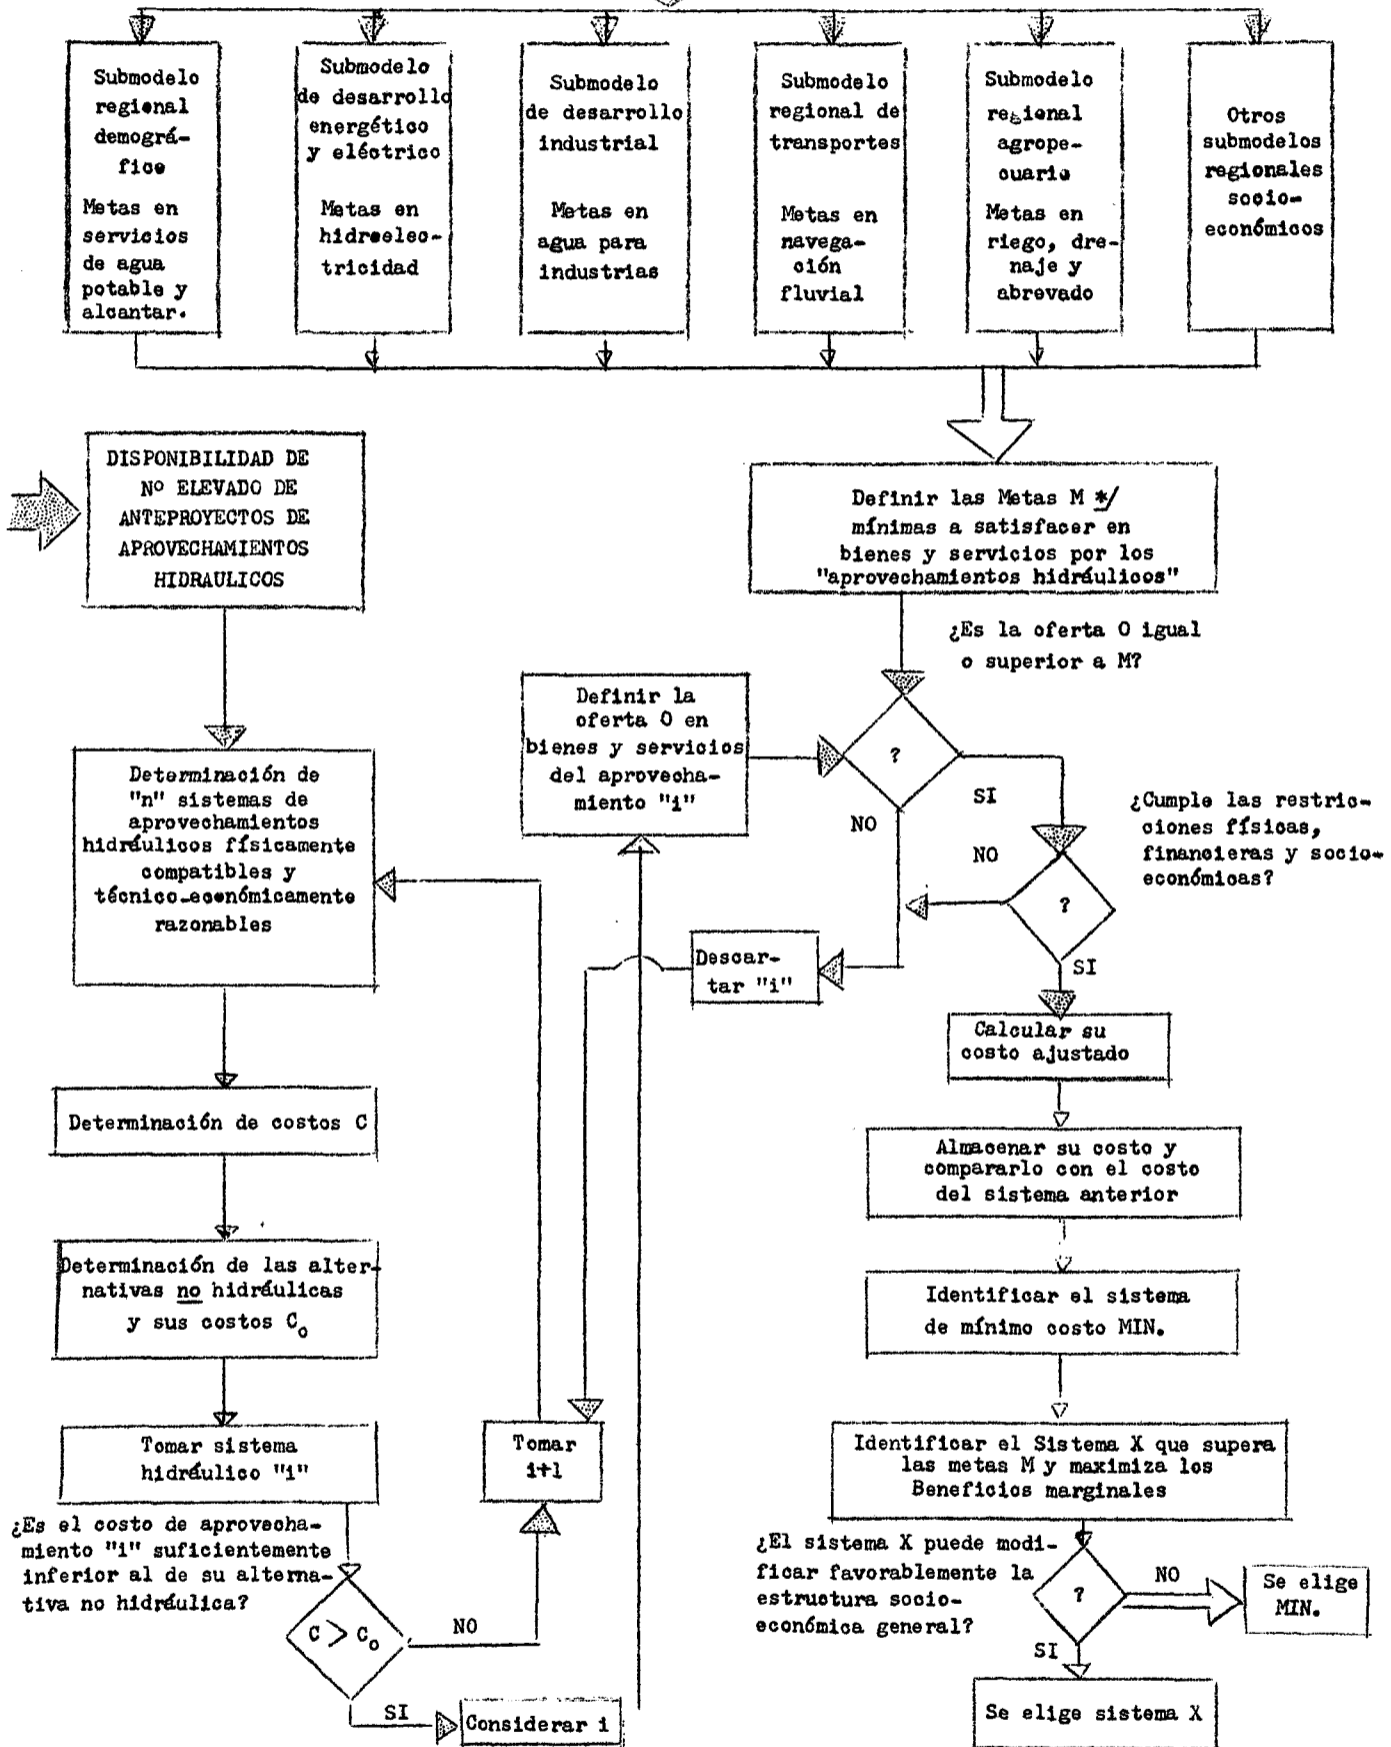 Submodelo
regional
demográ-
fico
Metas en
servicios
de agua
potable y
alcantar.
Submodelo
de desarrollo
energético
y eléctrico
Metas en
hidroelec-
tricidad
Submodelo
de desarrollo
industrial
Metas en
agua para
industrias
Submodelo
regional de
transportes
Metas en
navega-
ción
fluvial
Submodelo
regional
agrope-
cuario
Metas en
riego, dre-
naje y
abrevado
Otros
submodelos
regionales
socio-
económicos
DISPONIBILIDAD DE
Nº ELEVADO DE
ANTEPROYECTOS DE
APROVECHAMIENTOS
HIDRAULICOS
Definir las Metas M */
mínimas a satisfacer en
bienes y servicios por los
"aprovechamientos hidráulicos"
¿Es la oferta O igual
o superior a M?
Definir la
oferta O en
bienes y servicios
del aprovecha-
miento "i"
?
SI
NO
¿Cumple las restric-
ciones físicas,
financieras y socio-
económicas?
NO
?
SI
Descar-
tar "i"
Determinación de
"n" sistemas de
aprovechamientos
hidráulicos físicamente
compatibles y
técnico-económicamente
razonables
Calcular su
costo ajustado
Determinación de costos C
Almacenar su costo y
compararlo con el costo
del sistema anterior
Determinación de las alter-
nativas no hidráulicas
y sus costos C₀
Identificar el sistema
de mínimo costo MIN.
Tomar sistema
hidráulico "i"
Tomar
i+1
Identificar el Sistema X que supera
las metas M y maximiza los
Beneficios marginales
¿Es el costo de aprovecha-
miento "i" suficientemente
inferior al de su alterna-
tiva no hidráulica?
C > C₀
NO
SI
Considerar i
¿El sistema X puede modi-
ficar favorablemente la
estructura socio-
económica general?
?
NO
Se elige
MIN.
SI
Se elige sistema X